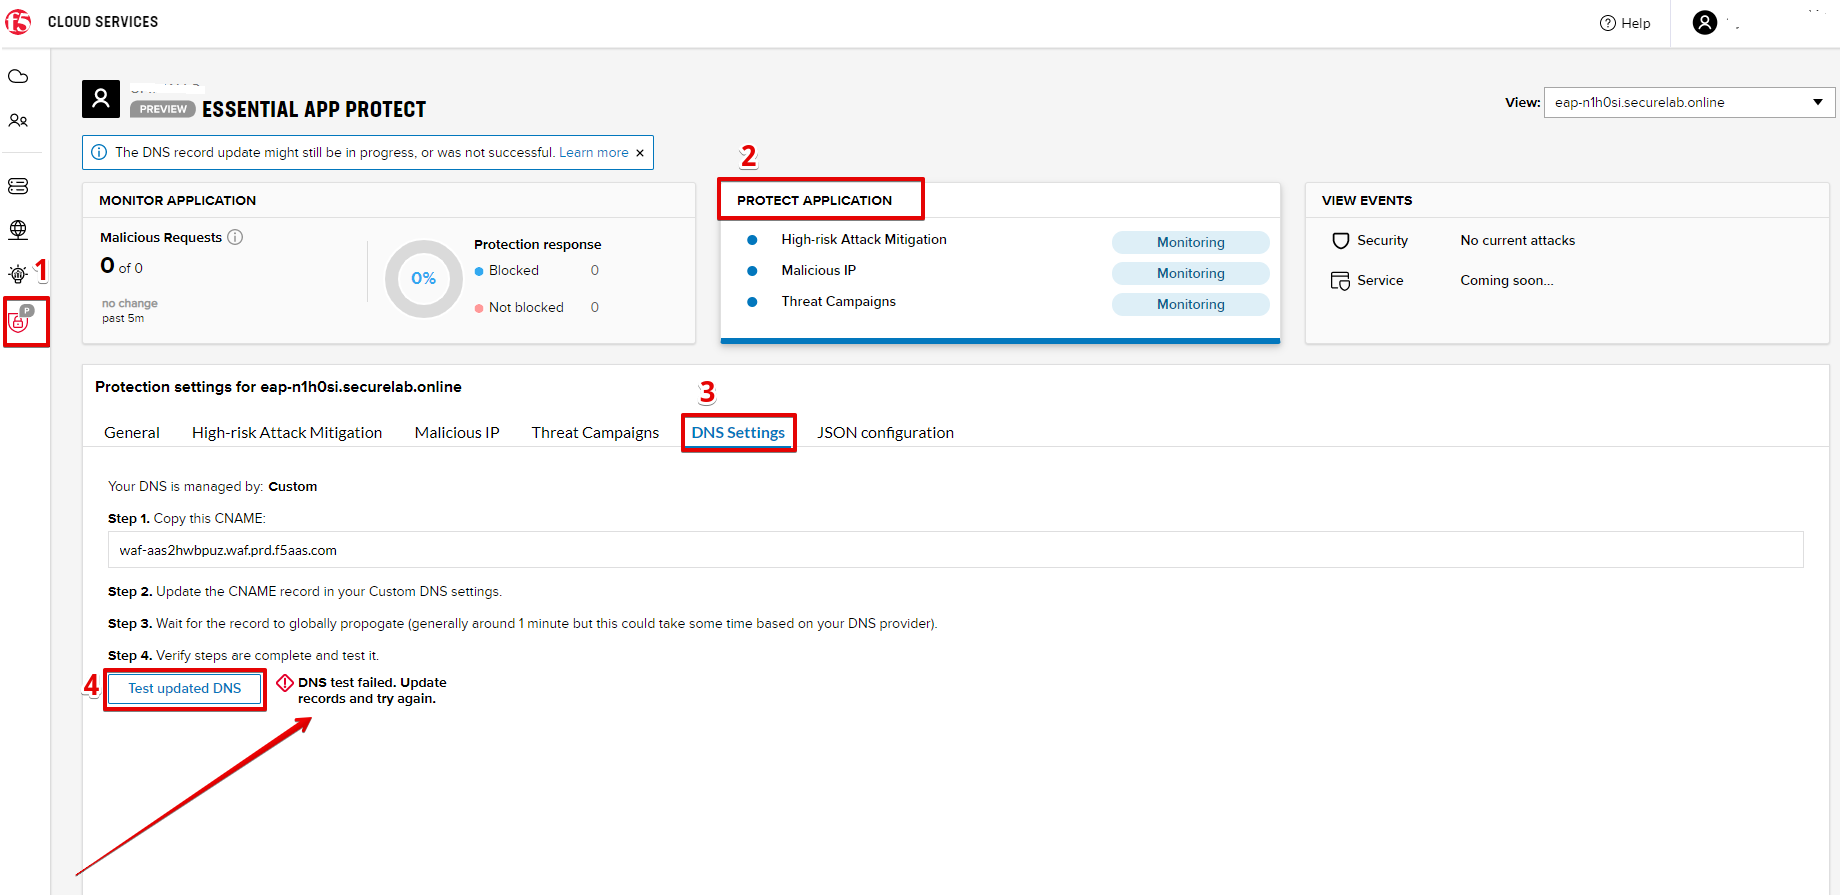 f5 CLOUD SERVICES
Help
PREVIEW ESSENTIAL APP PROTECT
View: eap-n1h0si.securelab.online
The DNS record update might still be in progress, or was not successful. Learn more ×
2
MONITOR APPLICATION
Malicious Requests
0 of 0
no change
past 5m
0%
Protection response
Blocked 0
Not blocked 0
PROTECT APPLICATION
High-risk Attack Mitigation Monitoring
Malicious IP Monitoring
Threat Campaigns Monitoring
VIEW EVENTS
Security No current attacks
Service Coming soon...
1
P
Protection settings for eap-n1h0si.securelab.online
3
General High-risk Attack Mitigation Malicious IP Threat Campaigns DNS Settings JSON configuration
Your DNS is managed by: Custom
Step 1. Copy this CNAME:
waf-aas2hwbpuz.waf.prd.f5aas.com
Step 2. Update the CNAME record in your Custom DNS settings.
Step 3. Wait for the record to globally propogate (generally around 1 minute but this could take some time based on your DNS provider).
Step 4. Verify steps are complete and test it.
4 Test updated DNS
DNS test failed. Update
records and try again.